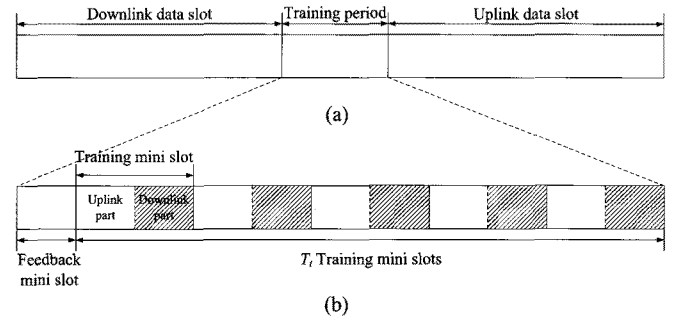 Downlink data slot
Training period
Uplink data slot
(a)
Training mini slot
Uplink
part
Downlink
part
Feedback
mini slot
Tt Training mini slots
(b)